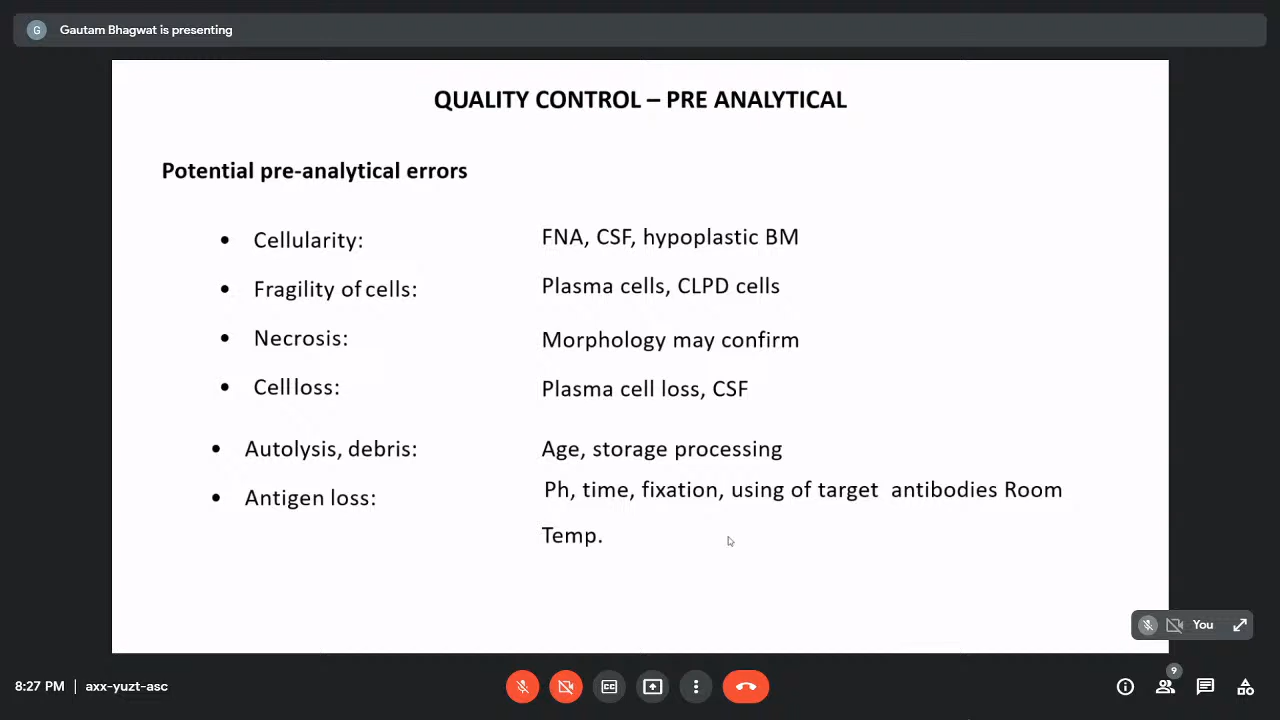 G Gautam Bhagwat is presenting
QUALITY CONTROL – PRE ANALYTICAL
Potential pre-analytical errors
• Cellularity: FNA, CSF, hypoplastic BM
• Fragility of cells: Plasma cells, CLPD cells
• Necrosis: Morphology may confirm
• Cell loss: Plasma cell loss, CSF
• Autolysis, debris: Age, storage processing
• Antigen loss: Ph, time, fixation, using of target antibodies Room
Temp.
You
8:27 PM | axx-yuzt-asc
9